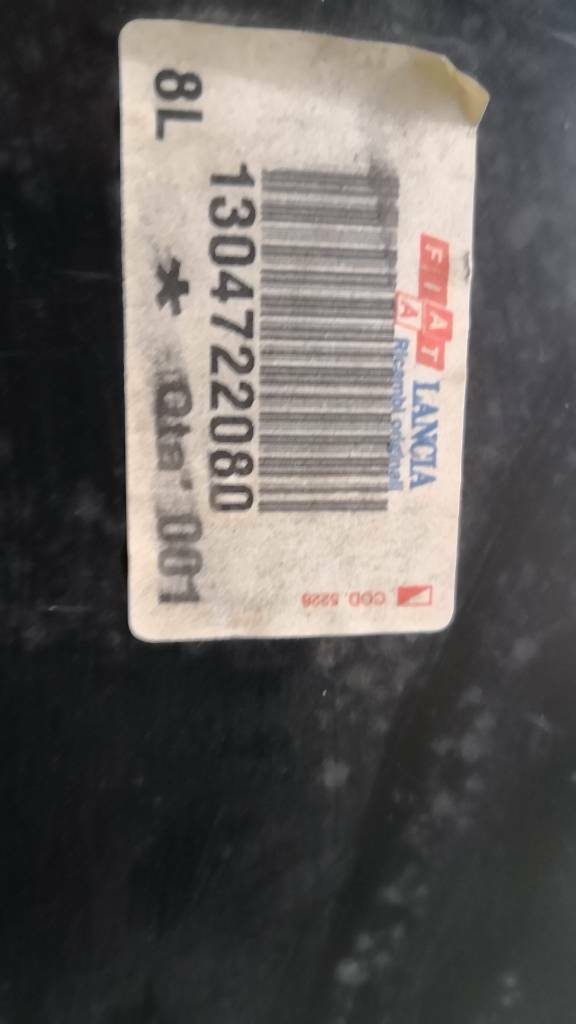 FIAT LANCIA
Ricambi originali
COD. 5226
1304722080
8L * Qta' 001